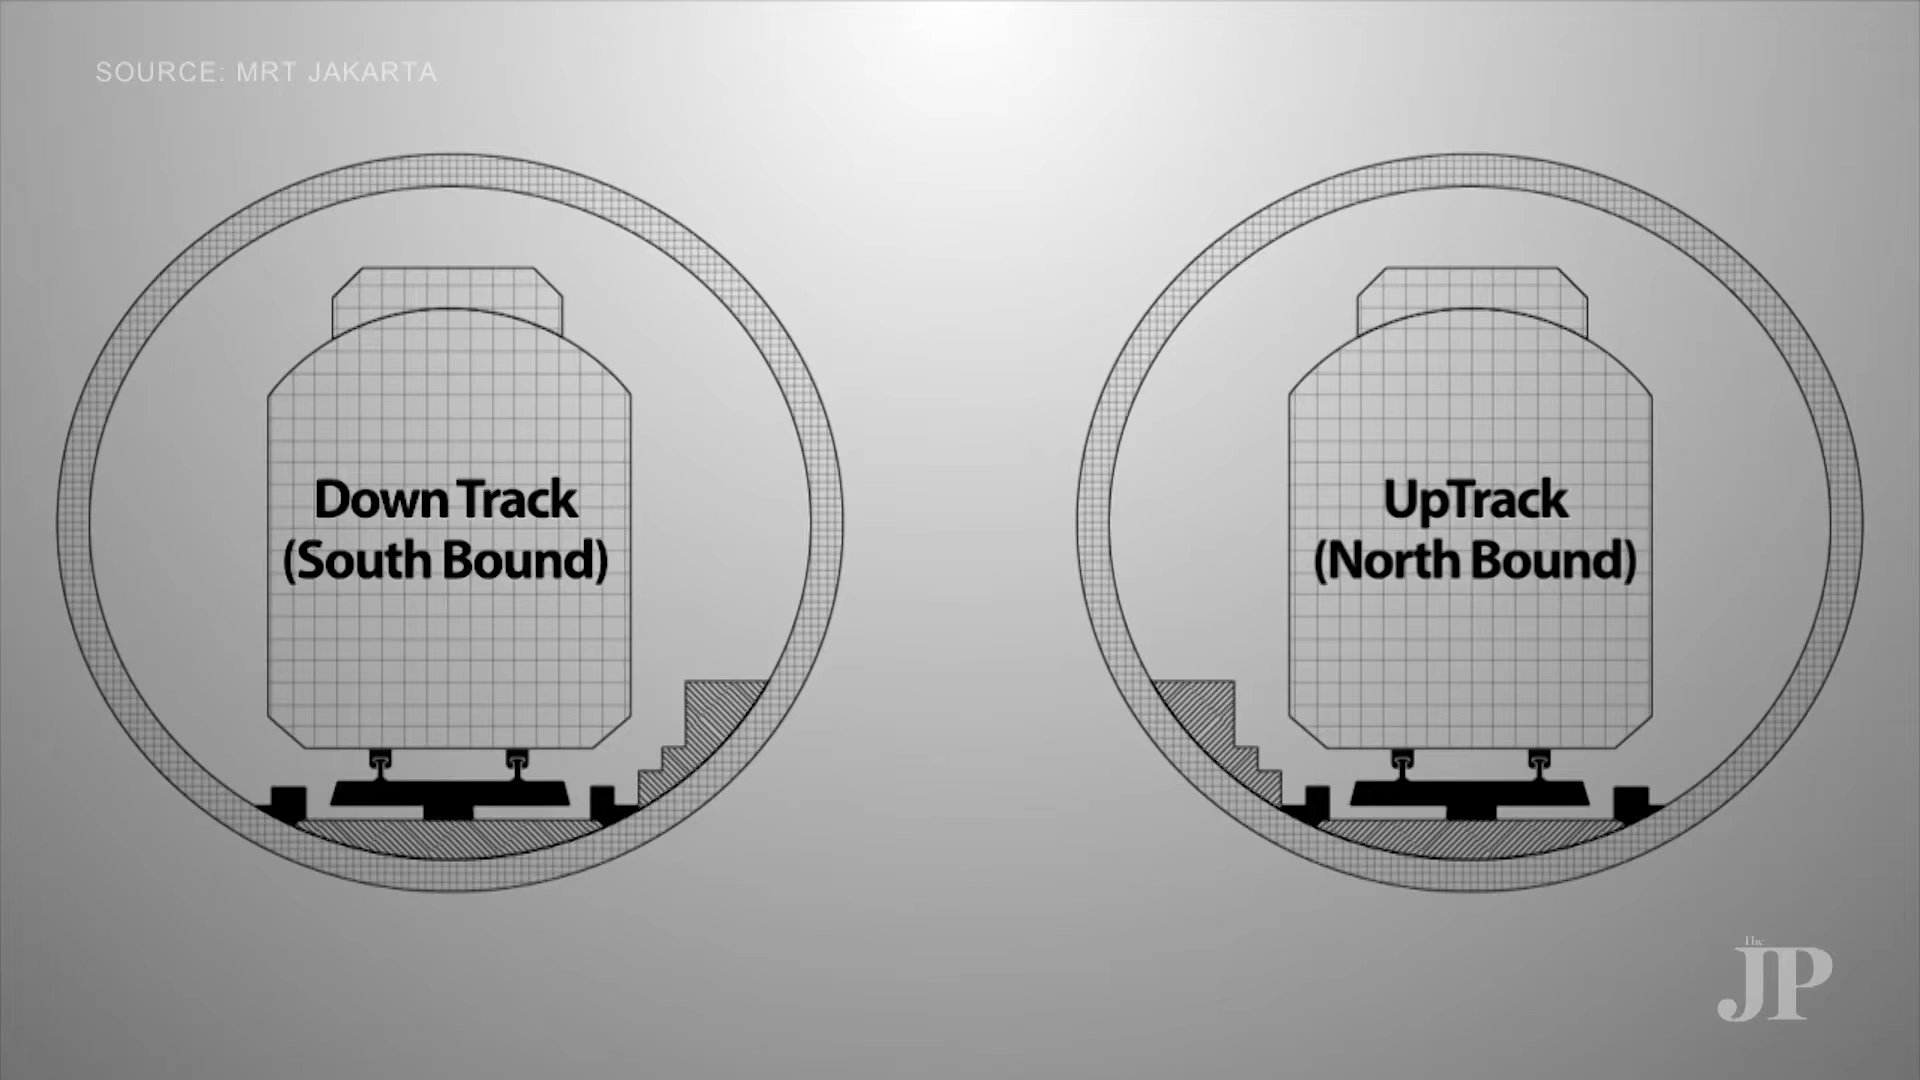 SOURCE: MRT JAKARTA
Down Track
(South Bound)
UpTrack
(North Bound)
The
JP